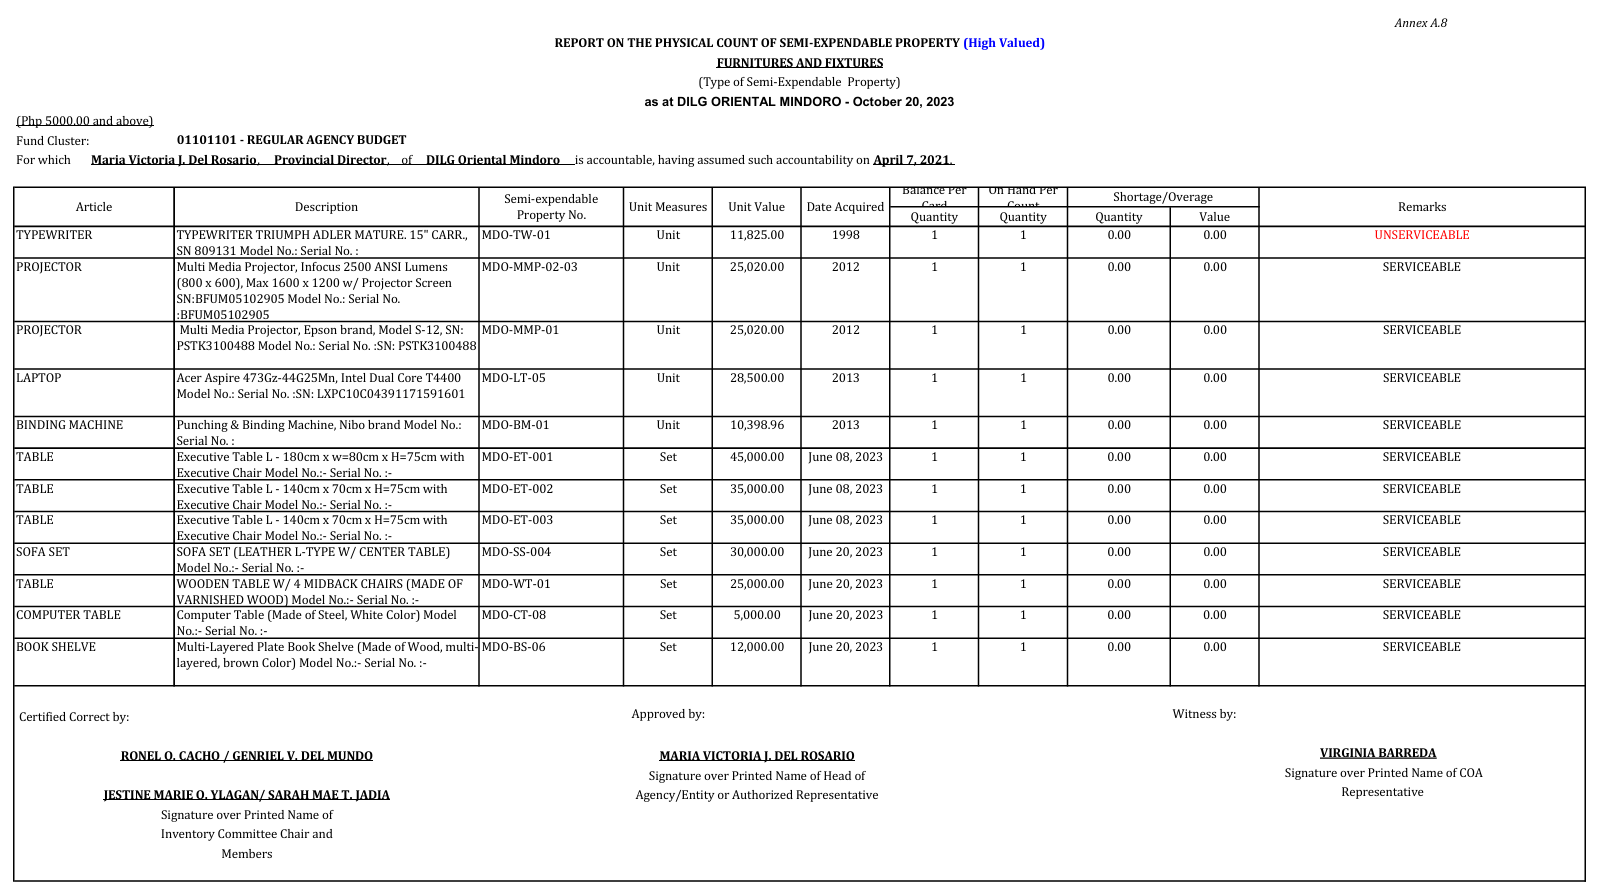 Annex A.8
REPORT ON THE PHYSICAL COUNT OF SEMI-EXPENDABLE PROPERTY (High Valued)
FURNITURES AND FIXTURES
(Type of Semi-Expendable Property)
as at DILG ORIENTAL MINDORO - October 20, 2023
(Php 5000.00 and above)
Fund Cluster: 01101101 - REGULAR AGENCY BUDGET
For which Maria Victoria J. Del Rosario, Provincial Director, of DILG Oriental Mindoro is accountable, having assumed such accountability on April 7, 2021.
Article Description Semi-expendable Property No. Unit Measures Unit Value Date Acquired Balance Per Card On Hand Per Count Shortage/Overage Remarks
Quantity Quantity Quantity Value
TYPEWRITER TYPEWRITER TRIUMPH ADLER MATURE. 15" CARR., MDO-TW-01 Unit 11,825.00 1998 1 1 0.00 0.00 UNSERVICEABLE
SN 809131 Model No.: Serial No. :
PROJECTOR Multi Media Projector, Infocus 2500 ANSI Lumens MDO-MMP-02-03 Unit 25,020.00 2012 1 1 0.00 0.00 SERVICEABLE
(800 x 600), Max 1600 x 1200 w/ Projector Screen
SN:BFUM05102905 Model No.: Serial No.
:BFUM05102905
PROJECTOR Multi Media Projector, Epson brand, Model S-12, SN: MDO-MMP-01 Unit 25,020.00 2012 1 1 0.00 0.00 SERVICEABLE
PSTK3100488 Model No.: Serial No. :SN: PSTK3100488
LAPTOP Acer Aspire 473Gz-44G25Mn, Intel Dual Core T4400 MDO-LT-05 Unit 28,500.00 2013 1 1 0.00 0.00 SERVICEABLE
Model No.: Serial No. :SN: LXPC10C04391171591601
BINDING MACHINE Punching & Binding Machine, Nibo brand Model No.: MDO-BM-01 Unit 10,398.96 2013 1 1 0.00 0.00 SERVICEABLE
Serial No. :
TABLE Executive Table L - 180cm x w=80cm x H=75cm with MDO-ET-001 Set 45,000.00 June 08, 2023 1 1 0.00 0.00 SERVICEABLE
Executive Chair Model No.:- Serial No. :-
TABLE Executive Table L - 140cm x 70cm x H=75cm with MDO-ET-002 Set 35,000.00 June 08, 2023 1 1 0.00 0.00 SERVICEABLE
Executive Chair Model No.:- Serial No. :-
TABLE Executive Table L - 140cm x 70cm x H=75cm with MDO-ET-003 Set 35,000.00 June 08, 2023 1 1 0.00 0.00 SERVICEABLE
Executive Chair Model No.:- Serial No. :-
SOFA SET SOFA SET (LEATHER L-TYPE W/ CENTER TABLE) MDO-SS-004 Set 30,000.00 June 20, 2023 1 1 0.00 0.00 SERVICEABLE
Model No.:- Serial No. :-
TABLE WOODEN TABLE W/ 4 MIDBACK CHAIRS (MADE OF MDO-WT-01 Set 25,000.00 June 20, 2023 1 1 0.00 0.00 SERVICEABLE
VARNISHED WOOD) Model No.:- Serial No. :-
COMPUTER TABLE Computer Table (Made of Steel, White Color) Model MDO-CT-08 Set 5,000.00 June 20, 2023 1 1 0.00 0.00 SERVICEABLE
No.:- Serial No. :-
BOOK SHELVE Multi-Layered Plate Book Shelve (Made of Wood, multi- MDO-BS-06 Set 12,000.00 June 20, 2023 1 1 0.00 0.00 SERVICEABLE
layered, brown Color) Model No.:- Serial No. :-
Certified Correct by: Approved by: Witness by:
RONEL O. CACHO / GENRIEL V. DEL MUNDO MARIA VICTORIA J. DEL ROSARIO VIRGINIA BARREDA
Signature over Printed Name of Head of Signature over Printed Name of COA
JESTINE MARIE O. YLAGAN/ SARAH MAE T. JADIA Agency/Entity or Authorized Representative Representative
Signature over Printed Name of
Inventory Committee Chair and
Members